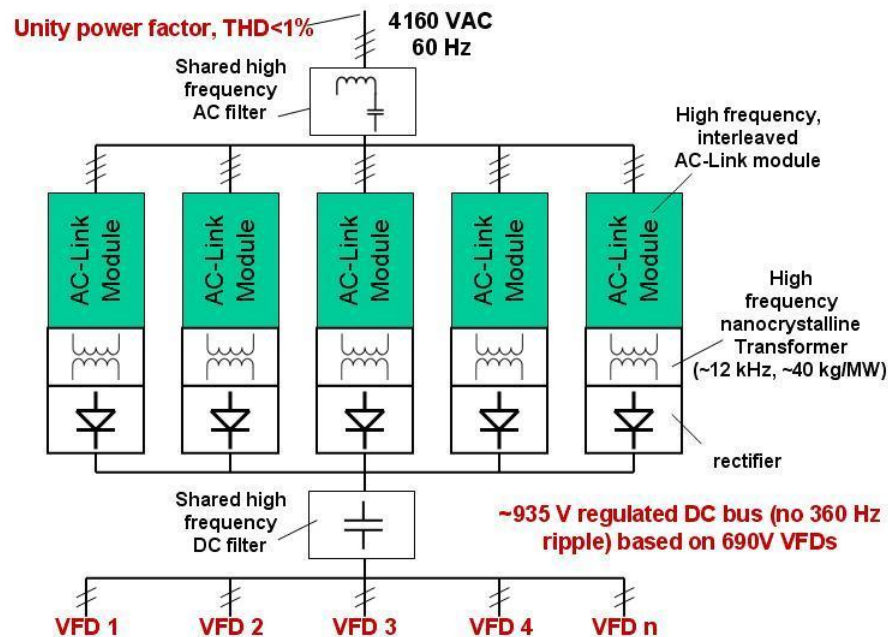 Unity power factor, THD<1%
4160 VAC
60 Hz
Shared high
frequency
AC filter
High frequency,
interleaved
AC-Link module
AC-Link
Module
AC-Link
Module
AC-Link
Module
AC-Link
Module
AC-Link
Module
High
frequency
nanocrystalline
Transformer
(~12 kHz, ~40 kg/MW)
rectifier
Shared high
frequency
DC filter
~935 V regulated DC bus (no 360 Hz
ripple) based on 690V VFDs
VFD 1
VFD 2
VFD 3
VFD 4
VFD n